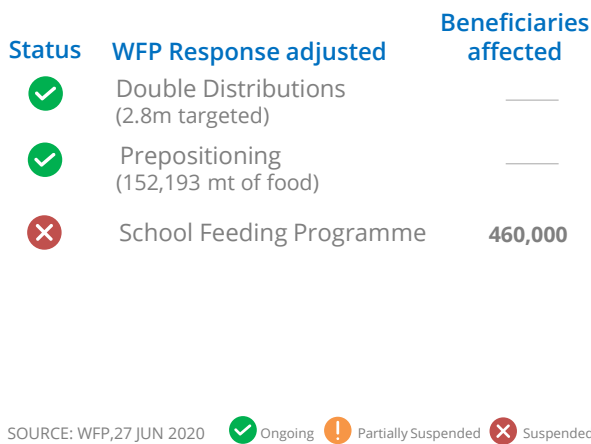 Status WFP Response adjusted Beneficiaries affected
Double Distributions
(2.8m targeted)
Prepositioning
(152,193 mt of food)
School Feeding Programme 460,000
SOURCE: WFP,27 JUN 2020 Ongoing Partially Suspended Suspended